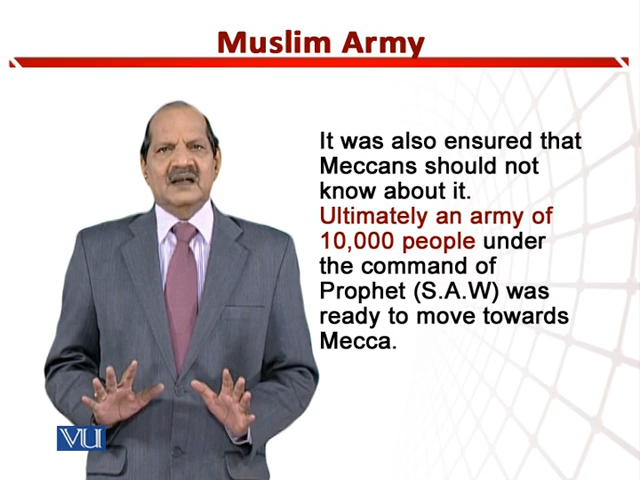 Muslim Army
It was also ensured that
Meccans should not
know about it.
Ultimately an army of
10,000 people under
the command of
Prophet (S.A.W) was
ready to move towards
Mecca.
VU